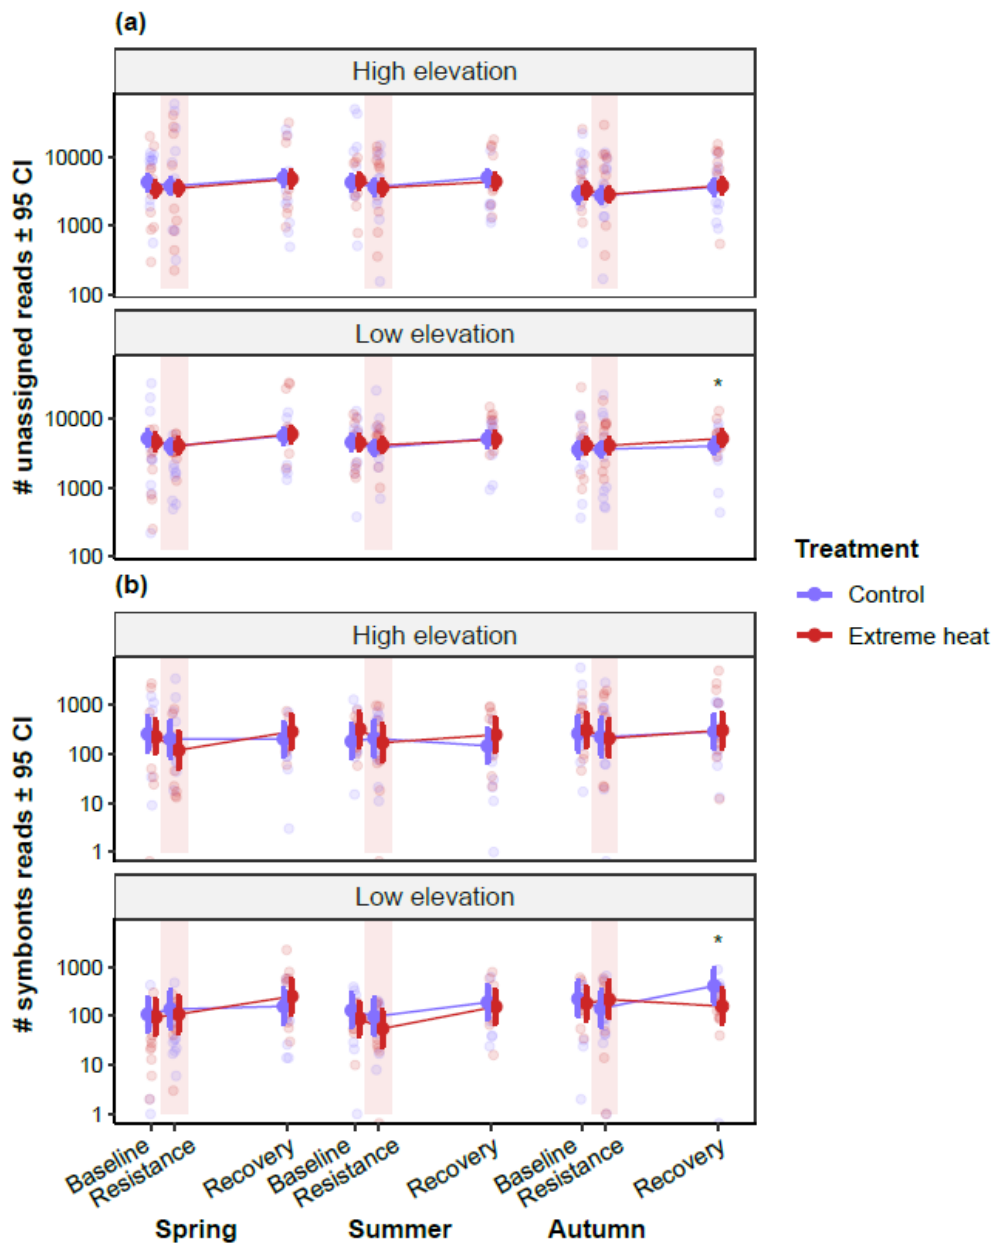 (a)
High elevation
10000
1000
100
Low elevation
10000
1000
100
# unassigned reads ± 95 CI
(b)
High elevation
1000
100
10
1
Low elevation
*
1000
100
10
1
*
# symbonts reads ± 95 CI
Treatment
Control
Extreme heat
Baseline
Resistance
Recovery
Baseline
Resistance
Recovery
Baseline
Resistance
Recovery
Spring
Summer
Autumn